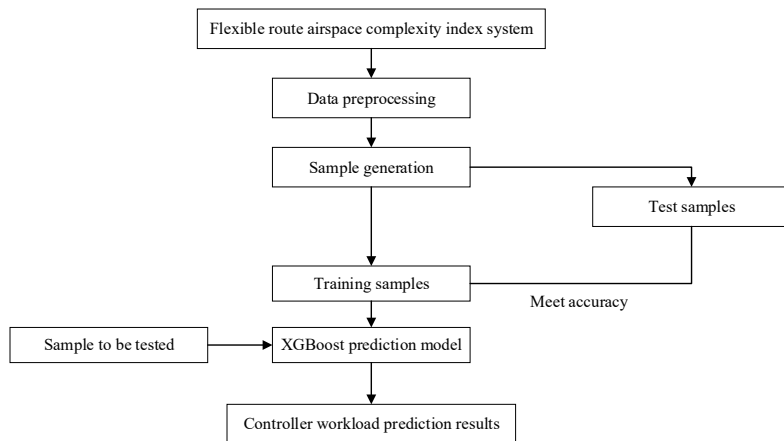 Flexible route airspace complexity index system
Data preprocessing
Sample generation
Test samples
Training samples
Meet accuracy
Sample to be tested
XGBoost prediction model
Controller workload prediction results